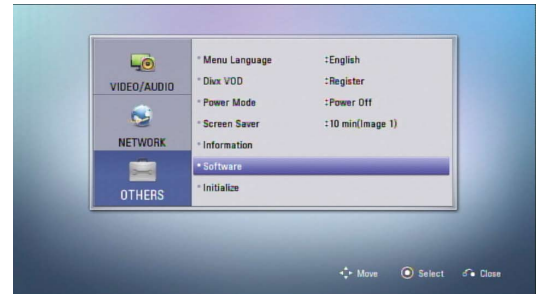 VIDEO/AUDIO
NETWORK
OTHERS
Menu Language :English
Divx VOD :Register
Power Mode :Power Off
Screen Saver :10 min(Image 1)
Information
Software
Initialize
Move Select Close